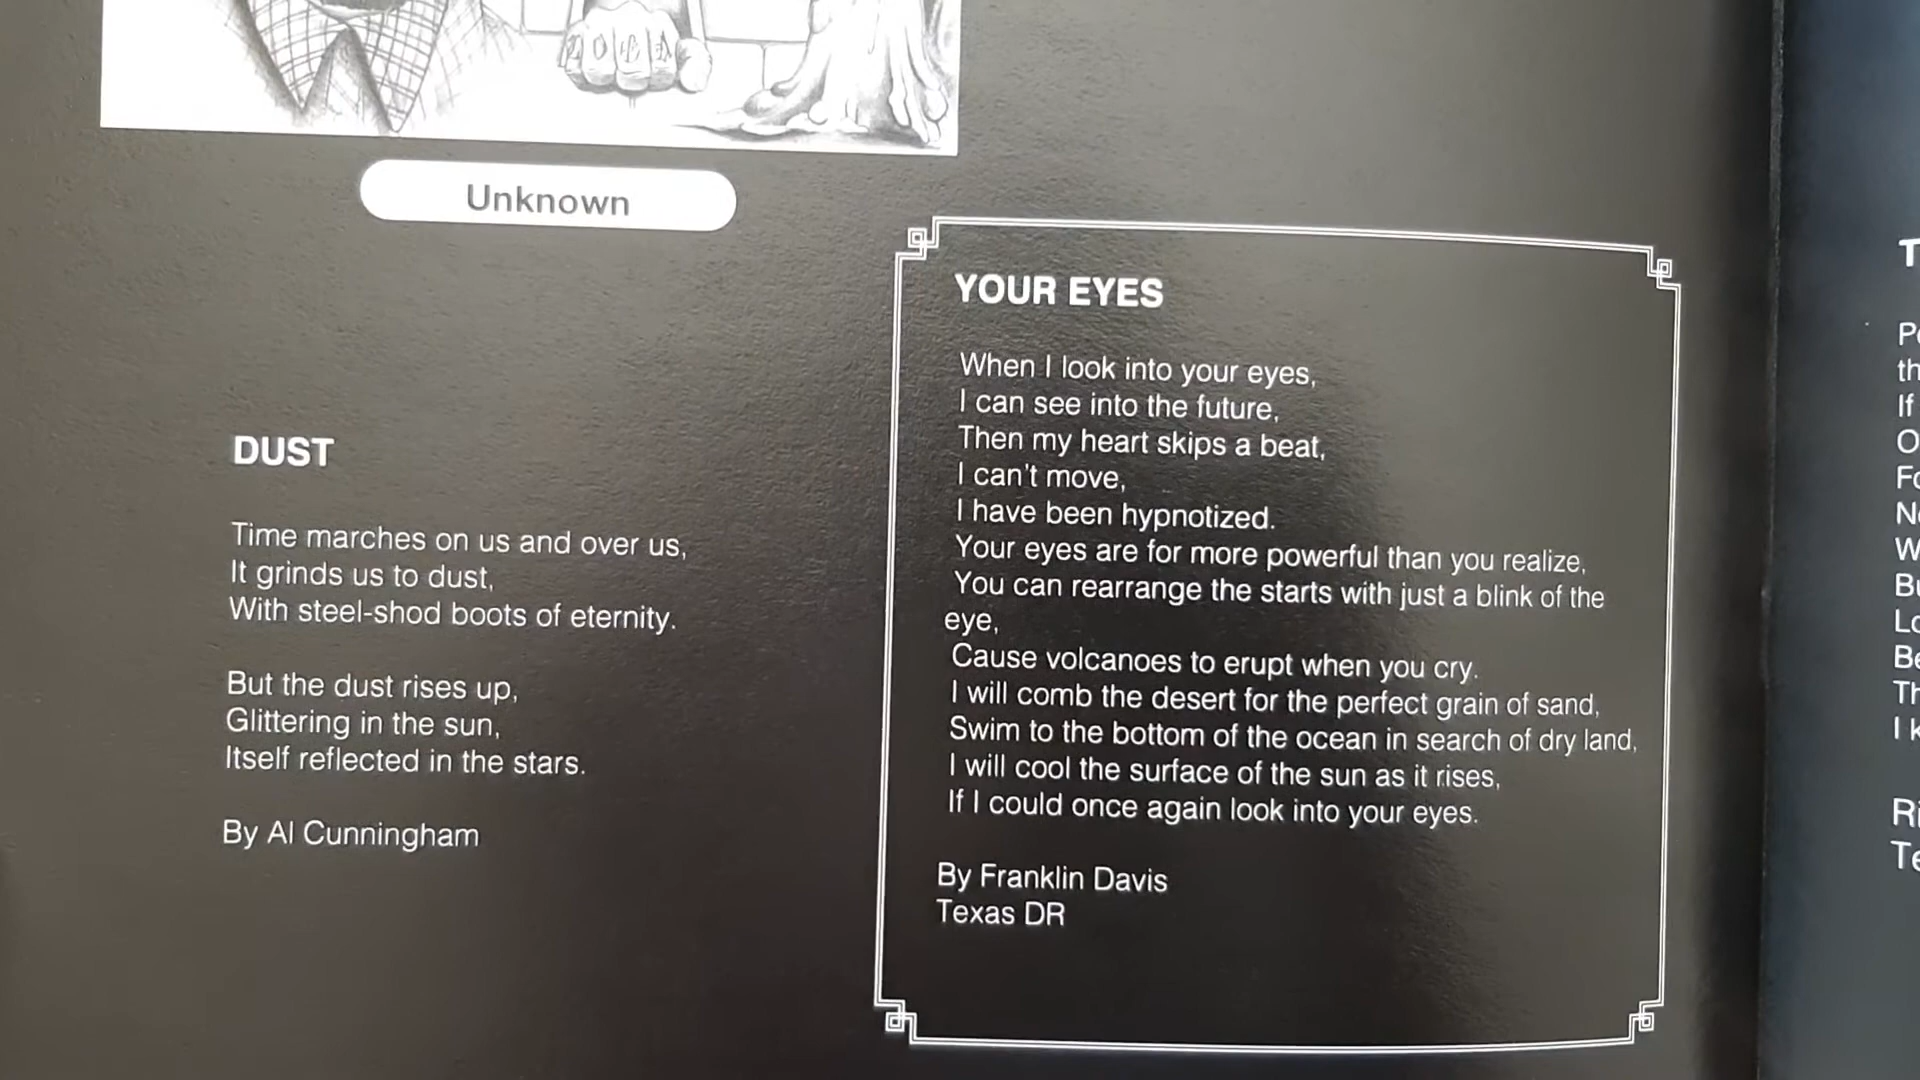 Unknown
DUST
Time marches on us and over us,
It grinds us to dust,
With steel-shod boots of eternity.
But the dust rises up,
Glittering in the sun,
Itself reflected in the stars.
By Al Cunningham
YOUR EYES
When I look into your eyes,
I can see into the future,
Then my heart skips a beat,
I can't move,
I have been hypnotized.
Your eyes are for more powerful than you realize,
You can rearrange the starts with just a blink of the
eye,
Cause volcanoes to erupt when you cry.
I will comb the desert for the perfect grain of sand,
Swim to the bottom of the ocean in search of dry land,
I will cool the surface of the sun as it rises,
If I could once again look into your eyes.
By Franklin Davis
Texas DR
If
I